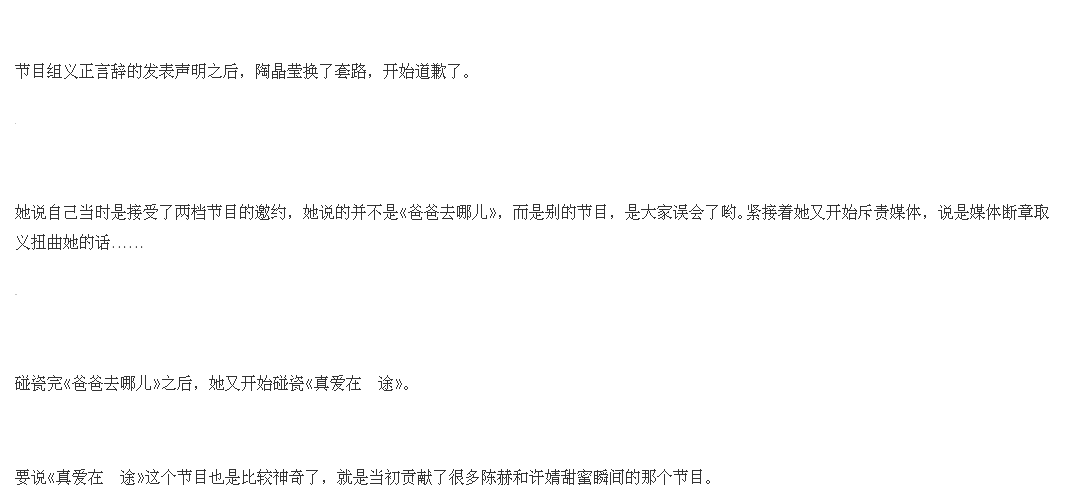 节目组义正言辞的发表声明之后，陶晶莹换了套路，开始道歉了。
她说自己当时是接受了两档节目的邀约，她说的并不是《爸爸去哪儿》，而是别的节目，是大家误会了哟。紧接着她又开始斥责媒体，说是媒体断章取
义扭曲她的话……
碰瓷完《爸爸去哪儿》之后，她又开始碰瓷《真爱在　途》。
要说《真爱在　途》这个节目也是比较神奇了，就是当初贡献了很多陈赫和许婧甜蜜瞬间的那个节目。